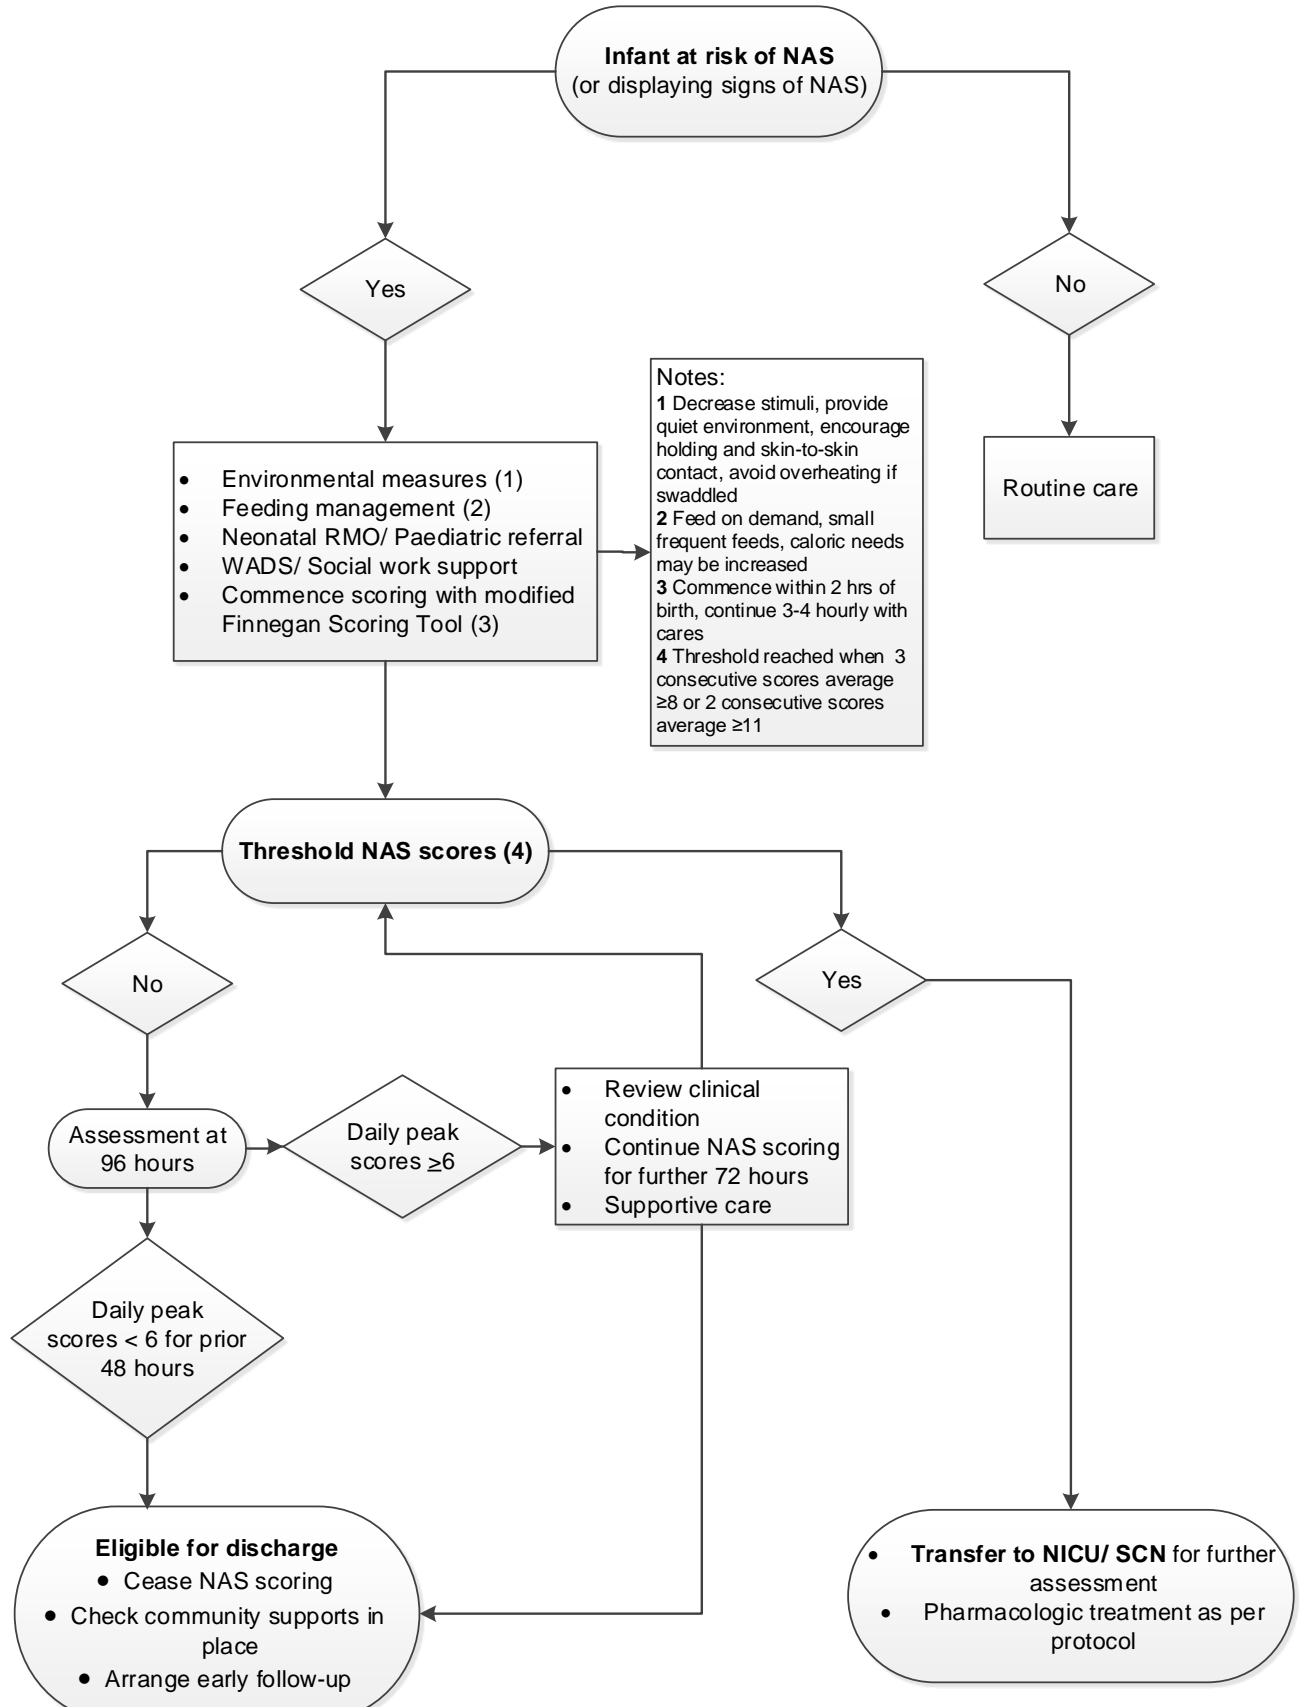 Infant at risk of NAS
(or displaying signs of NAS)
Yes
No
Notes:
1 Decrease stimuli, provide
quiet environment, encourage
holding and skin-to-skin
contact, avoid overheating if
swaddled
2 Feed on demand, small
frequent feeds, caloric needs
may be increased
3 Commence within 2 hrs of
birth, continue 3-4 hourly with
cares
4 Threshold reached when 3
consecutive scores average
≥8 or 2 consecutive scores
average ≥11
• Environmental measures (1)
• Feeding management (2)
• Neonatal RMO/ Paediatric referral
• WADS/ Social work support
• Commence scoring with modified
Finnegan Scoring Tool (3)
Routine care
Threshold NAS scores (4)
No
Yes
Assessment at
96 hours
Daily peak
scores ≥6
• Review clinical
condition
• Continue NAS scoring
for further 72 hours
• Supportive care
Daily peak
scores < 6 for prior
48 hours
Eligible for discharge
• Cease NAS scoring
• Check community supports in
place
• Arrange early follow-up
• Transfer to NICU/ SCN for further
assessment
• Pharmacologic treatment as per
protocol